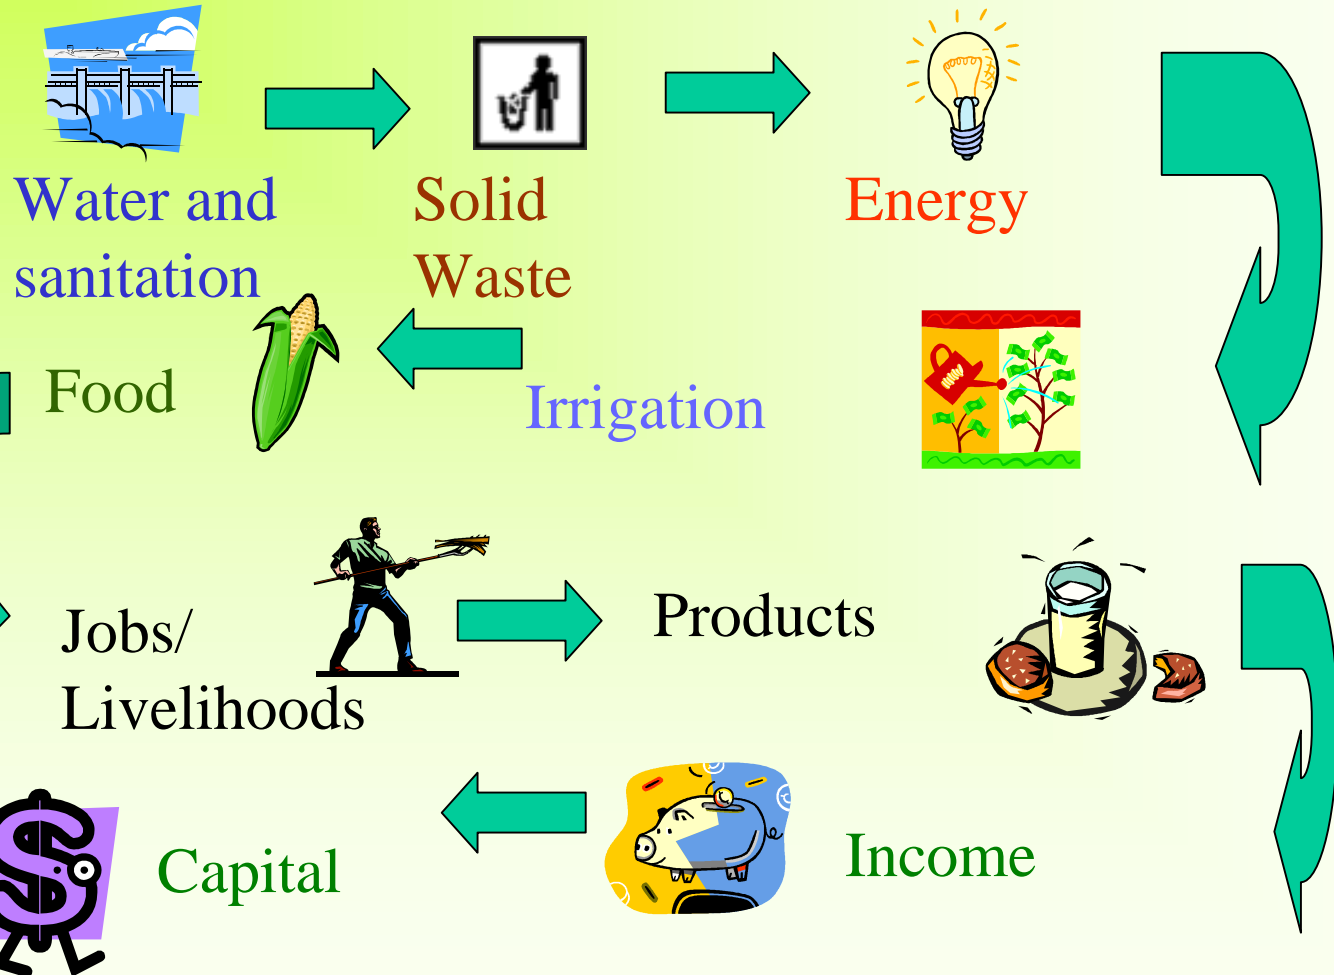 Water and
sanitation
Solid
Waste
Energy
Food
Irrigation
Jobs/
Livelihoods
Products
Capital
Income